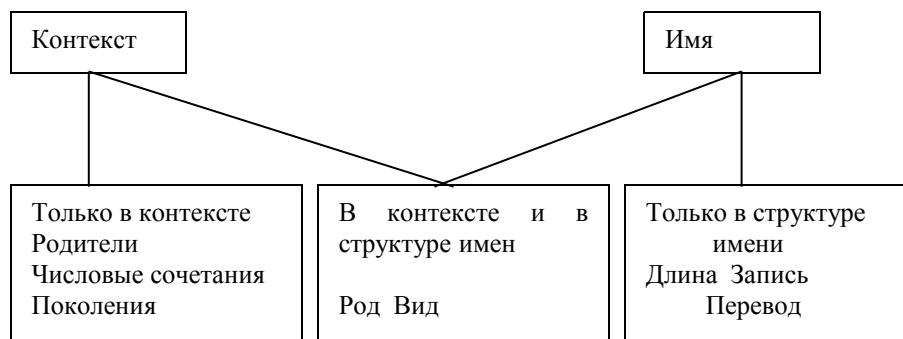 Контекст
Имя
Только в контексте
Родители
Числовые сочетания
Поколения
В контексте и в
структуре имен
Род Вид
Только в структуре
имени
Длина Запись
Перевод